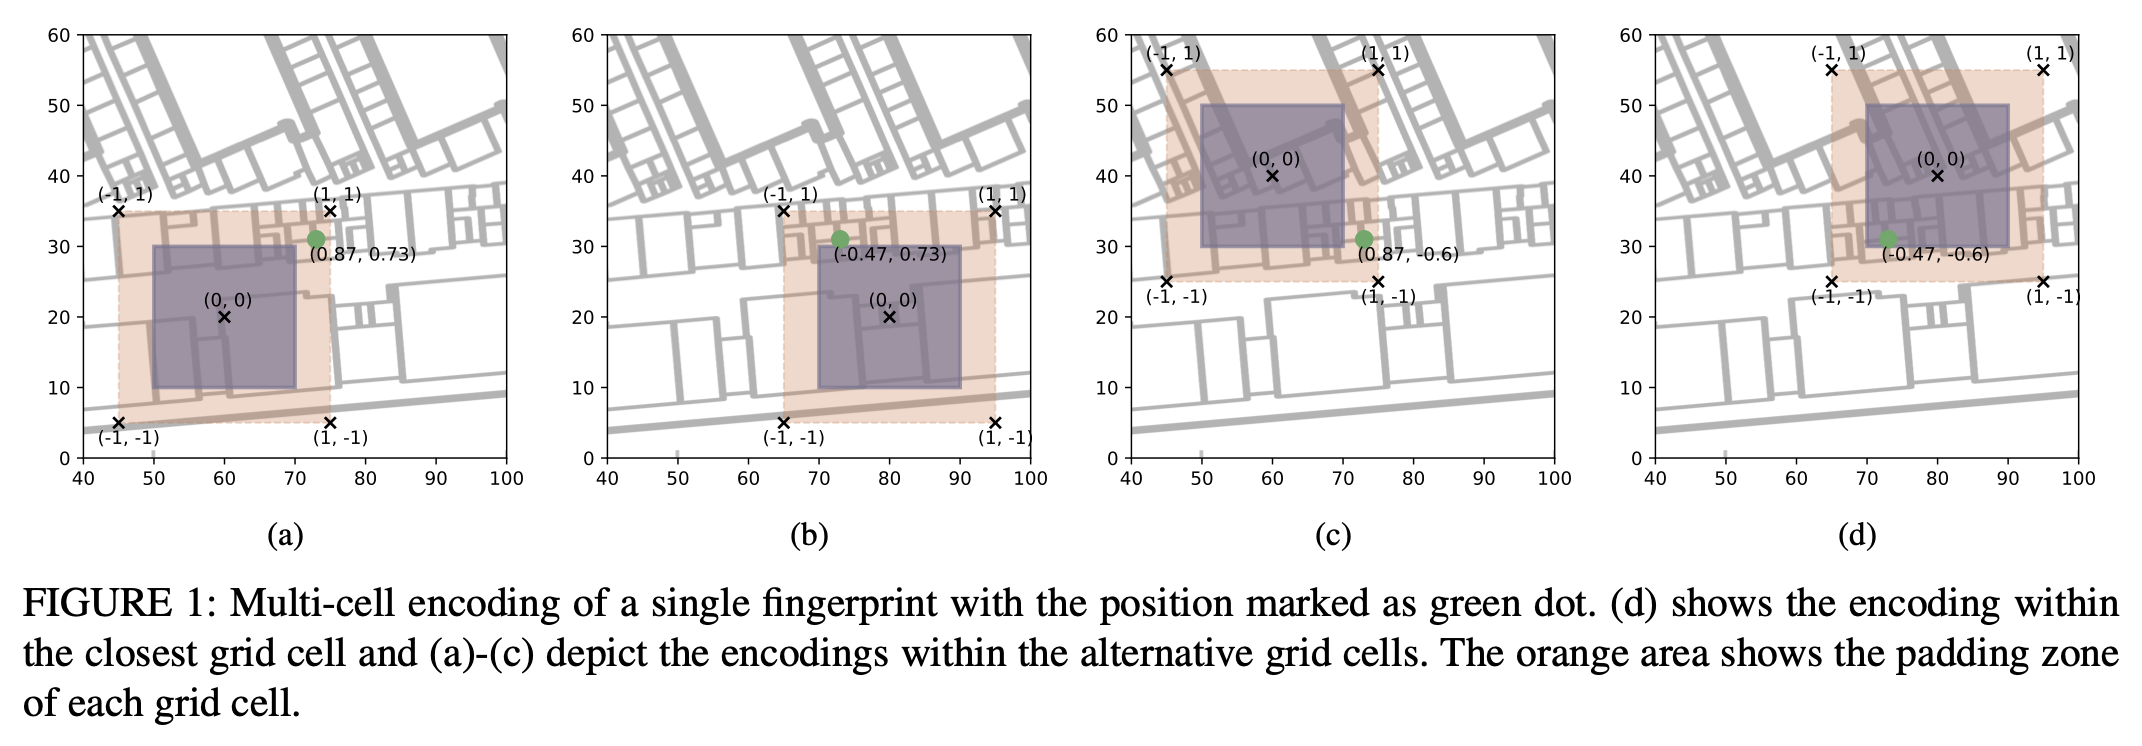 60
50
40
30
20
10
0
40 50 60 70 80 90 100
(-1, 1) (1, 1)
(0.87, 0.73)
(0, 0)
(-1, -1) (1, -1)
(a)
60
50
40
30
20
10
0
40 50 60 70 80 90 100
(-1, 1) (1, 1)
(-0.47, 0.73)
(0, 0)
(-1, -1) (1, -1)
(b)
60
50
40
30
20
10
0
40 50 60 70 80 90 100
(-1, 1) (1, 1)
(0, 0)
(0.87, -0.6)
(-1, -1) (1, -1)
(c)
60
50
40
30
20
10
0
40 50 60 70 80 90 100
(-1, 1) (1, 1)
(0, 0)
(-0.47, -0.6)
(-1, -1) (1, -1)
(d)
FIGURE 1: Multi-cell encoding of a single fingerprint with the position marked as green dot. (d) shows the encoding within
the closest grid cell and (a)-(c) depict the encodings within the alternative grid cells. The orange area shows the padding zone
of each grid cell.